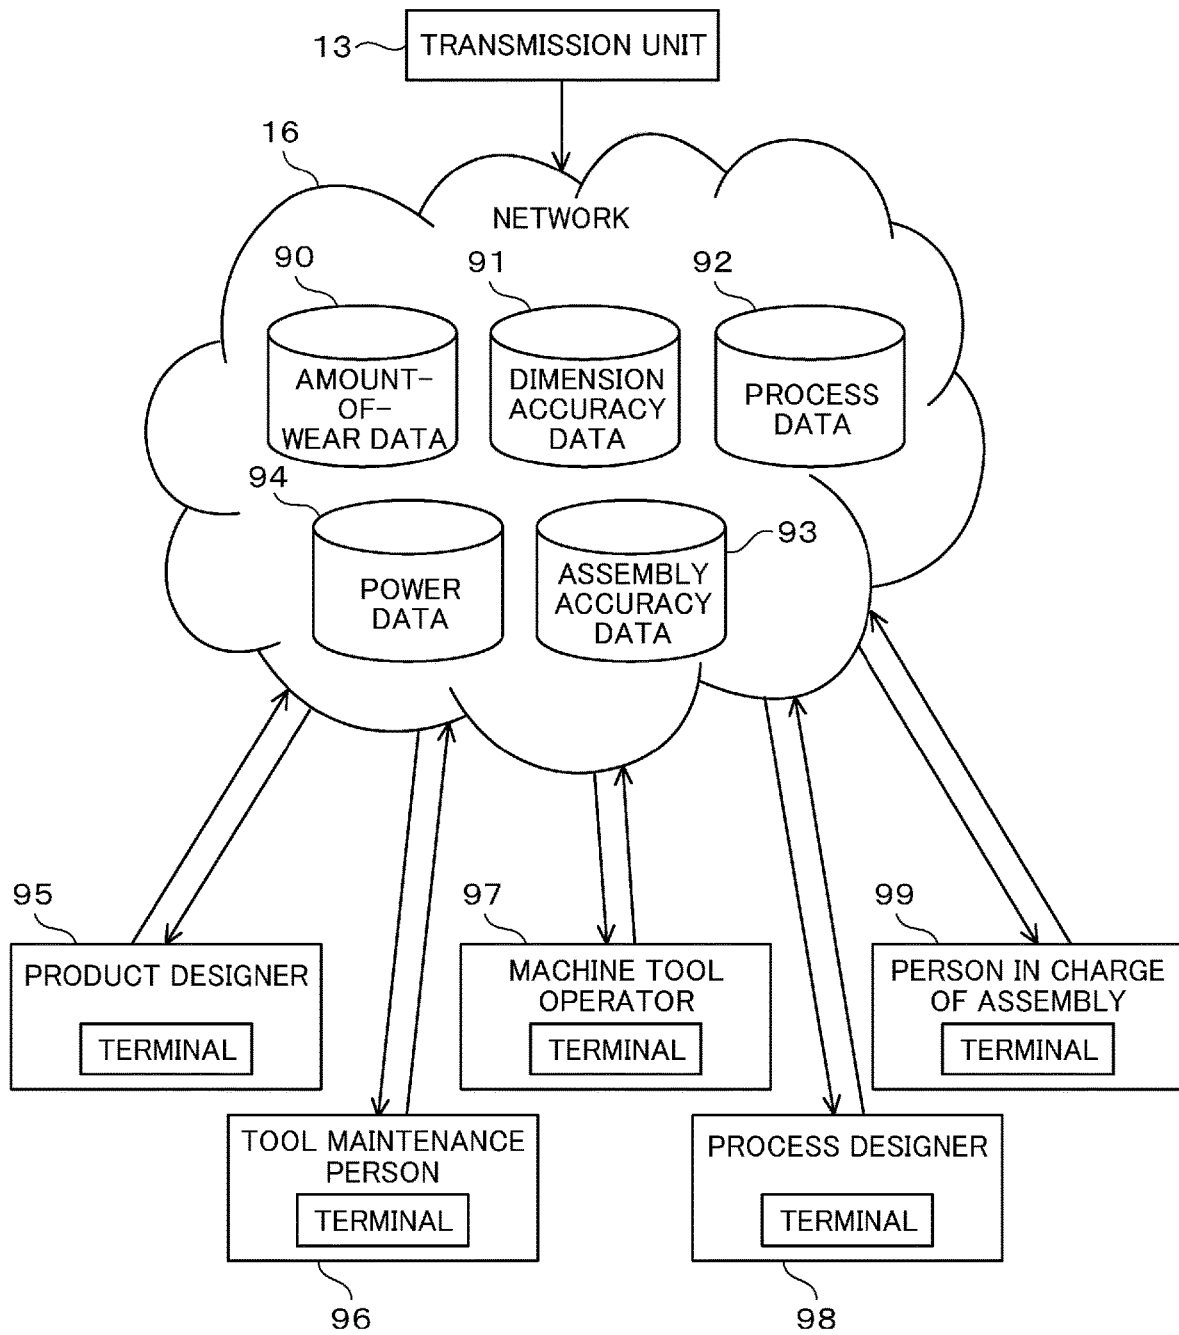 13
TRANSMISSION UNIT
16
NETWORK
90
91
92
AMOUNT-
OF-
WEAR DATA
DIMENSION
ACCURACY
DATA
PROCESS
DATA
94
93
POWER
DATA
ASSEMBLY
ACCURACY
DATA
95
97
99
PRODUCT DESIGNER
TERMINAL
MACHINE TOOL
OPERATOR
TERMINAL
PERSON IN CHARGE
OF ASSEMBLY
TERMINAL
TOOL MAINTENANCE
PERSON
TERMINAL
PROCESS DESIGNER
TERMINAL
96
98